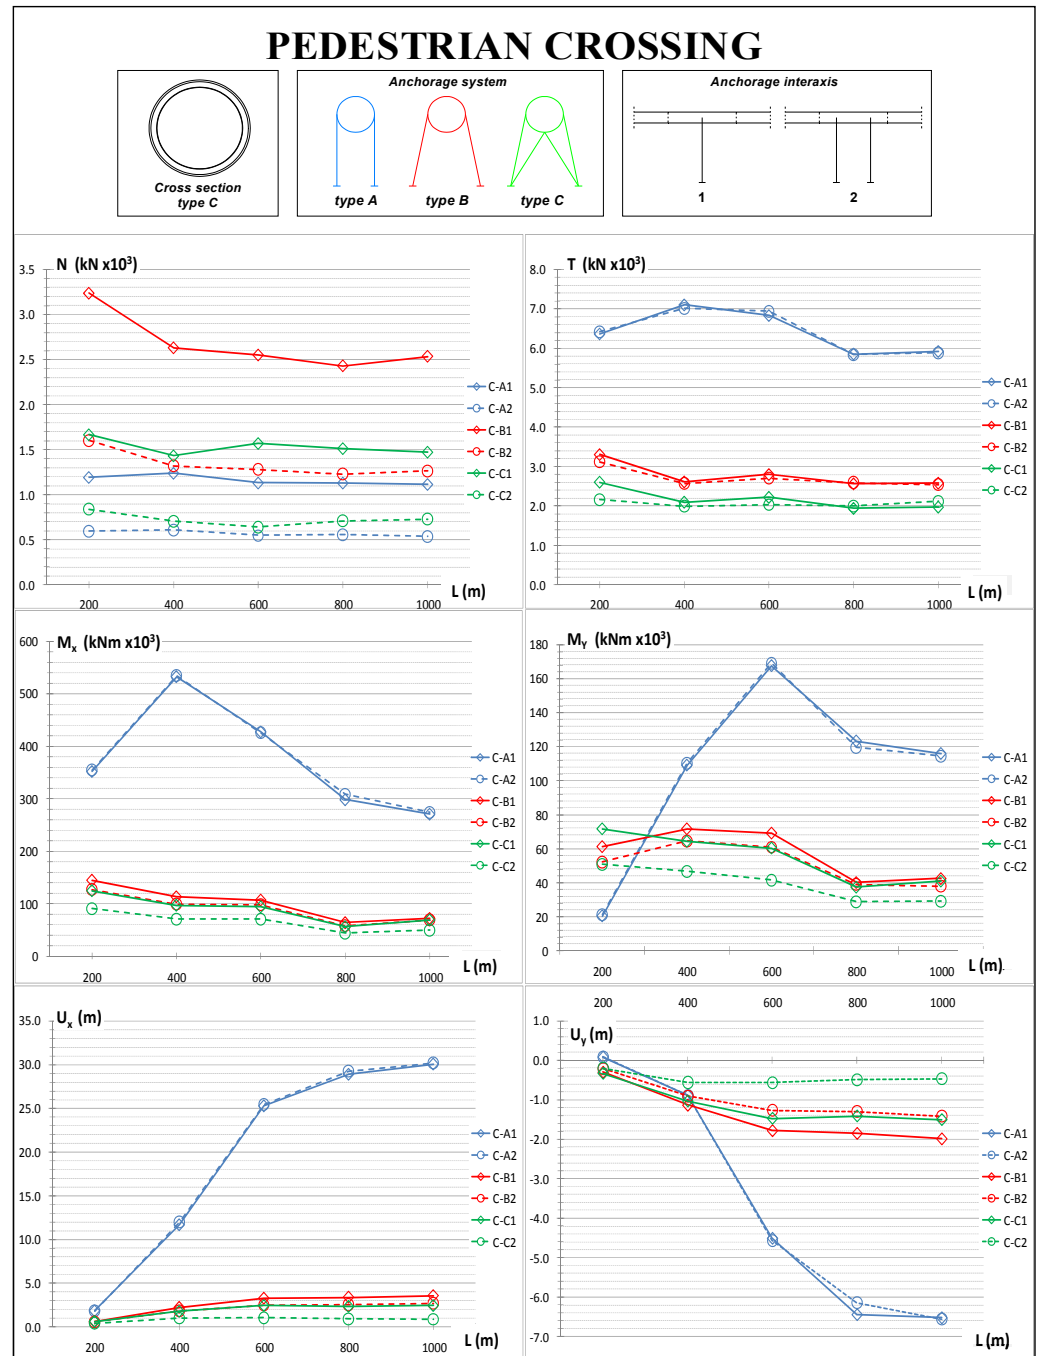 PEDESTRIAN CROSSING
Cross section
type C
Anchorage system
type A type B type C
Anchorage interaxis
1 2
N (kN x10³)
3.5
3.0
2.5
2.0
1.5
1.0
0.5
0.0
200 400 600 800 1000
L (m)
C-A1
C-A2
C-B1
C-B2
C-C1
C-C2
T (kN x10³)
8.0
7.0
6.0
5.0
4.0
3.0
2.0
1.0
0.0
200 400 600 800 1000
L (m)
C-A1
C-A2
C-B1
C-B2
C-C1
C-C2
Mx (kNm x10³)
600
500
400
300
200
100
0
200 400 600 800 1000
L (m)
C-A1
C-A2
C-B1
C-B2
C-C1
C-C2
MY (kNm x10³)
180
160
140
120
100
80
60
40
20
0
200 400 600 800 1000
L (m)
C-A1
C-A2
C-B1
C-B2
C-C1
C-C2
Ux (m)
35.0
30.0
25.0
20.0
15.0
10.0
5.0
0.0
200 400 600 800 1000
L (m)
C-A1
C-A2
C-B1
C-B2
C-C1
C-C2
200 400 600 800 1000
Uy (m)
1.0
0.0
-1.0
-2.0
-3.0
-4.0
-5.0
-6.0
-7.0
L (m)
C-A1
C-A2
C-B1
C-B2
C-C1
C-C2